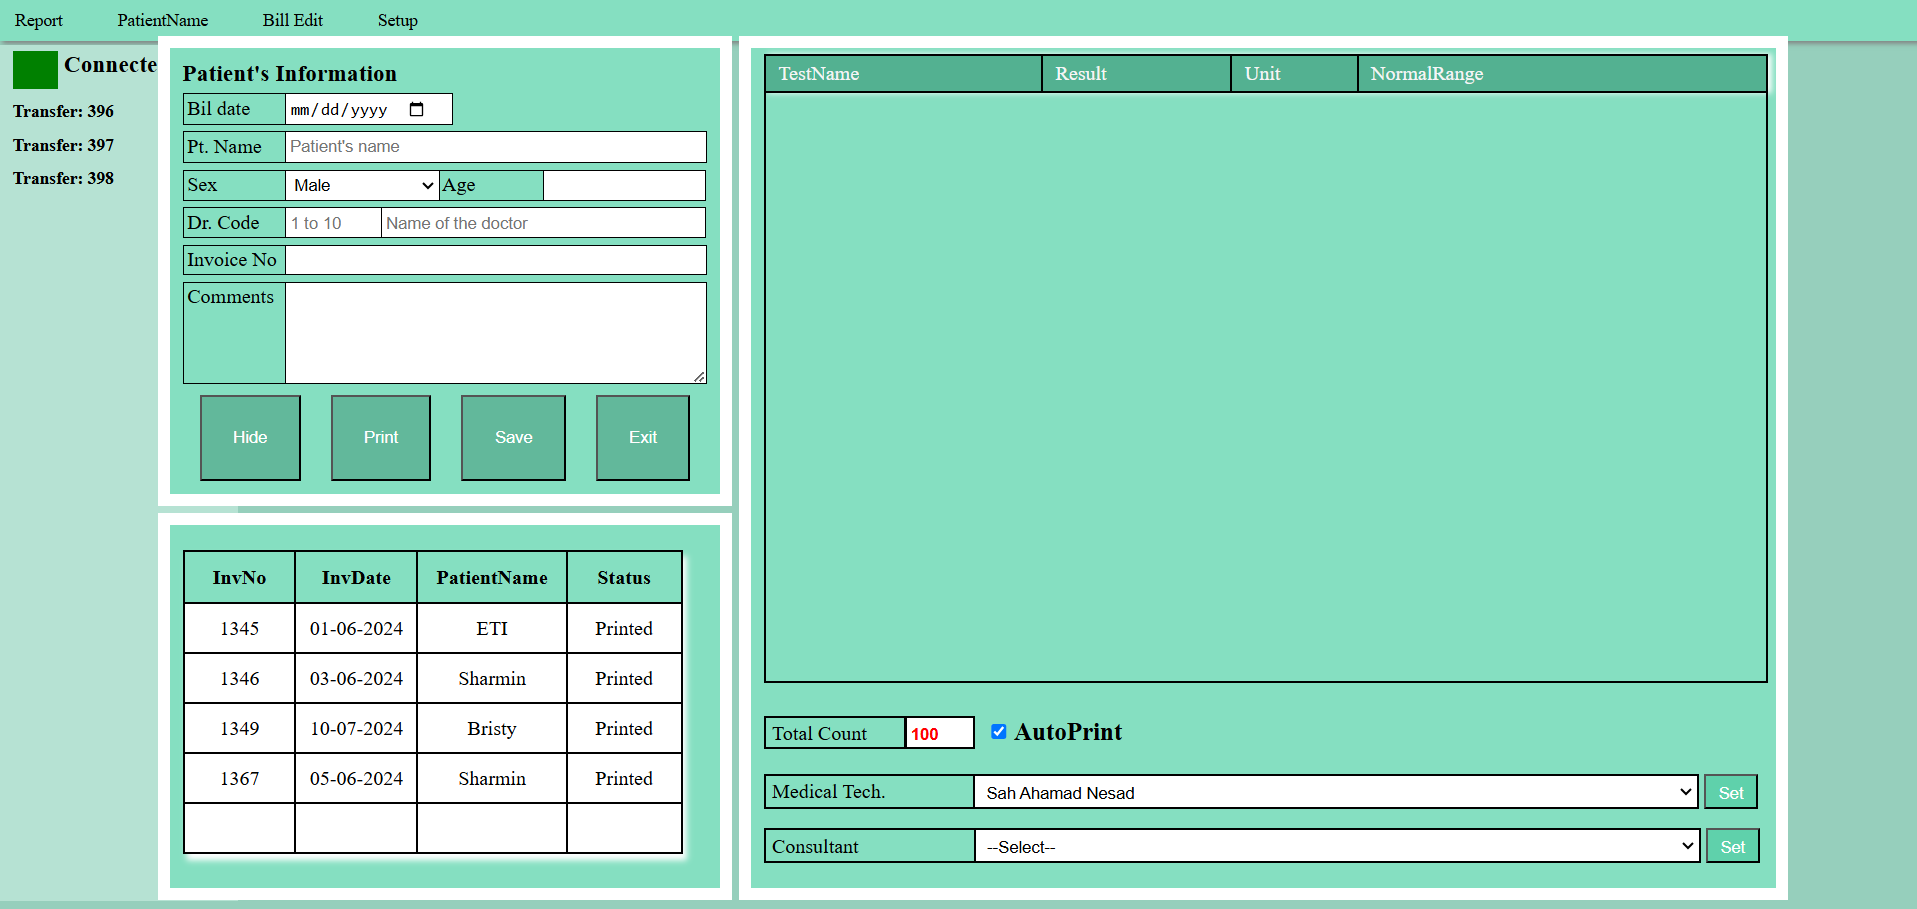 Report PatientName Bill Edit Setup
Connecte
Transfer: 396
Transfer: 397
Transfer: 398
Patient's Information
Bil date mm/dd/yyyy
Pt. Name Patient's name
Sex Male Age
Dr. Code 1 to 10 Name of the doctor
Invoice No
Comments
Hide Print Save Exit
InvNo InvDate PatientName Status
1345 01-06-2024 ETI Printed
1346 03-06-2024 Sharmin Printed
1349 10-07-2024 Bristy Printed
1367 05-06-2024 Sharmin Printed
TestName Result Unit NormalRange
Total Count 100 AutoPrint
Medical Tech. Sah Ahamad Nesad Set
Consultant --Select-- Set